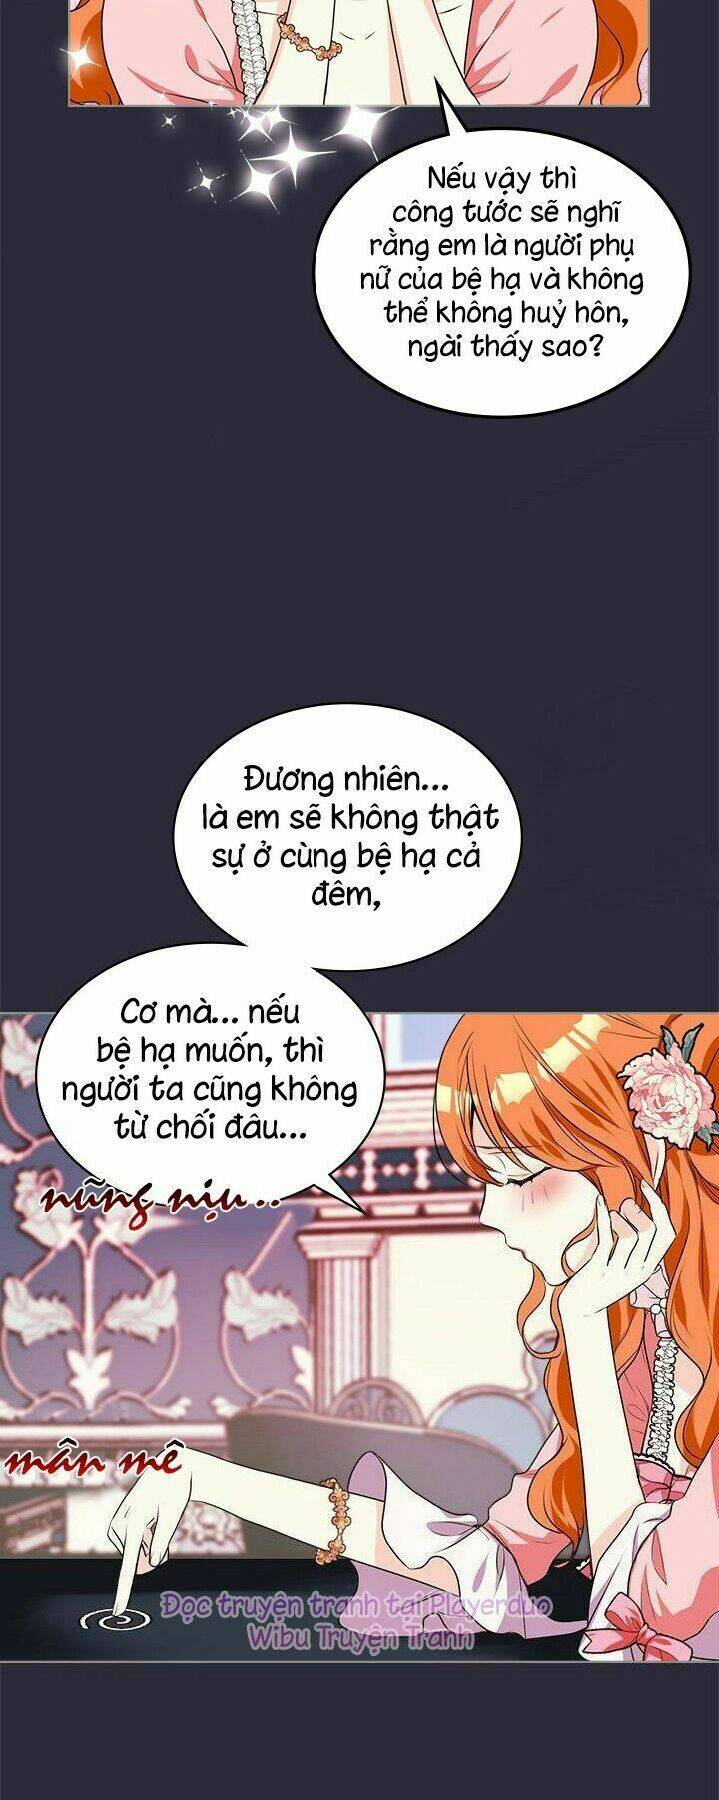 Nếu vậy thì
công tước sẽ nghĩ
rằng em là người phụ
nữ của bệ hạ và không
thể không huỷ hôn,
ngài thấy sao?
Đương nhiên...
là em sẽ không thật
sự ở cùng bệ hạ cả
đêm,
Cơ mà... nếu
bệ hạ muốn, thì
người ta cũng không
từ chối đâu...
nũng nịu..
mân mê
Đọc truyện tranh tại Playerduo
Wibu Truyện Tranh